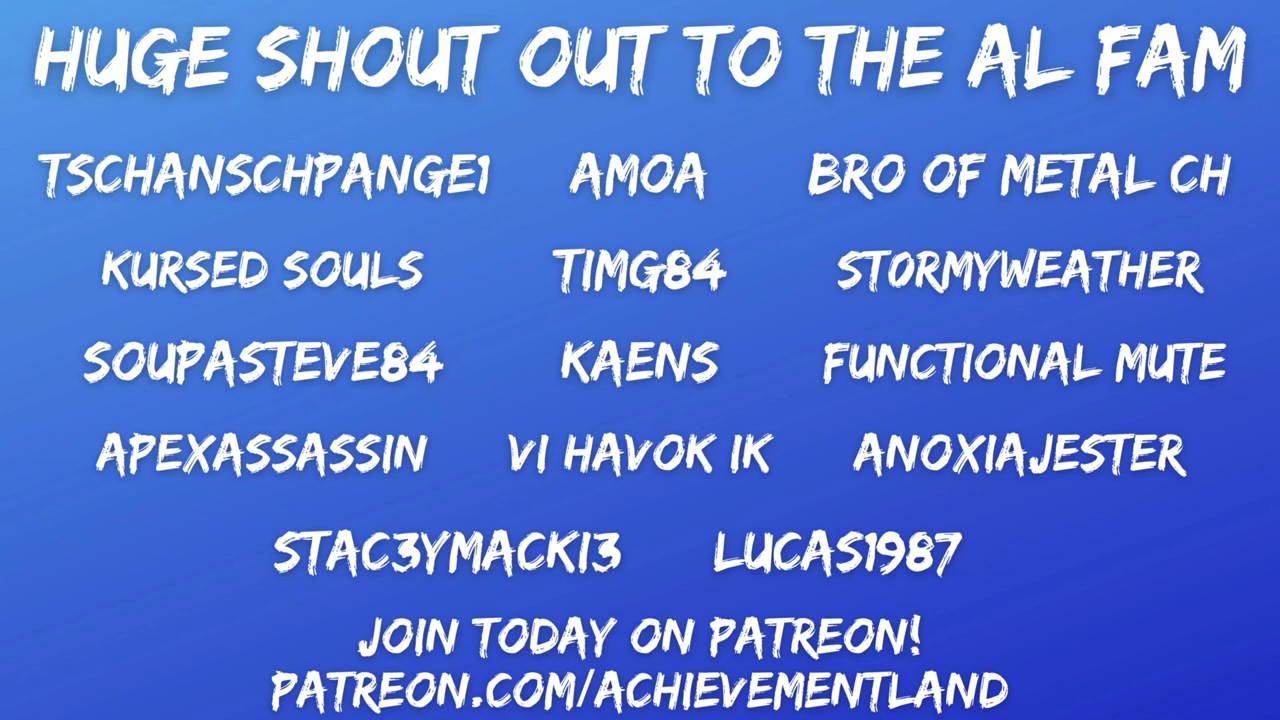 HUGE SHOUT OUT TO THE AL FAM
TSCHANSCHPANGE1 AMOA BRO OF METAL CH
KURSED SOULS TIMG84 STORMYWEATHER
SOUPASTEVE84 KAENS FUNCTIONAL MUTE
APEXASSASSIN VI HAVOK IK ANOXIAJESTER
STAC3YMACKI3 LUCAS1987
JOIN TODAY ON PATREON!
PATREON.COM/ACHIEVEMENTLAND